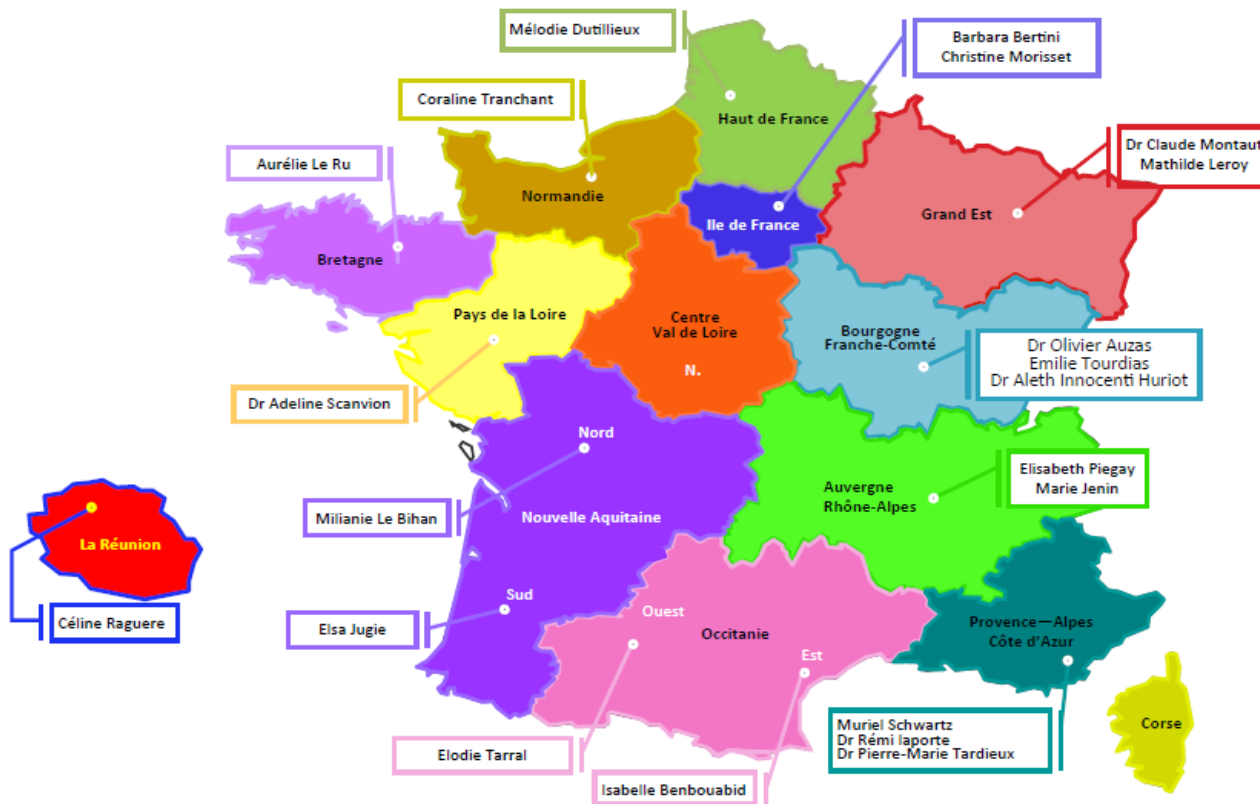 Mélodie Dutillieux
Barbara Bertini
Christine Morisset
Coraline Tranchant
Haut de France
Dr Claude Montaut
Mathilde Leroy
Aurélie Le Ru
Normandie
Ile de France
Grand Est
Bretagne
Pays de la Loire
Centre
Val de Loire
N.
Bourgogne
Franche-Comté
Dr Olivier Auzas
Emilie Tourdias
Dr Aleth Innocenti Huriot
Dr Adeline Scanvion
Nord
Elisabeth Piegay
Marie Jenin
Auvergne
Rhône-Alpes
Milianie Le Bihan
Nouvelle Aquitaine
La Réunion
Céline Raguere
Sud
Elsa Jugie
Ouest
Occitanie
Est
Provence—Alpes
Côte d'Azur
Corse
Muriel Schwartz
Dr Rémi laporte
Dr Pierre-Marie Tardieux
Elodie Tarral
Isabelle Benbouabid